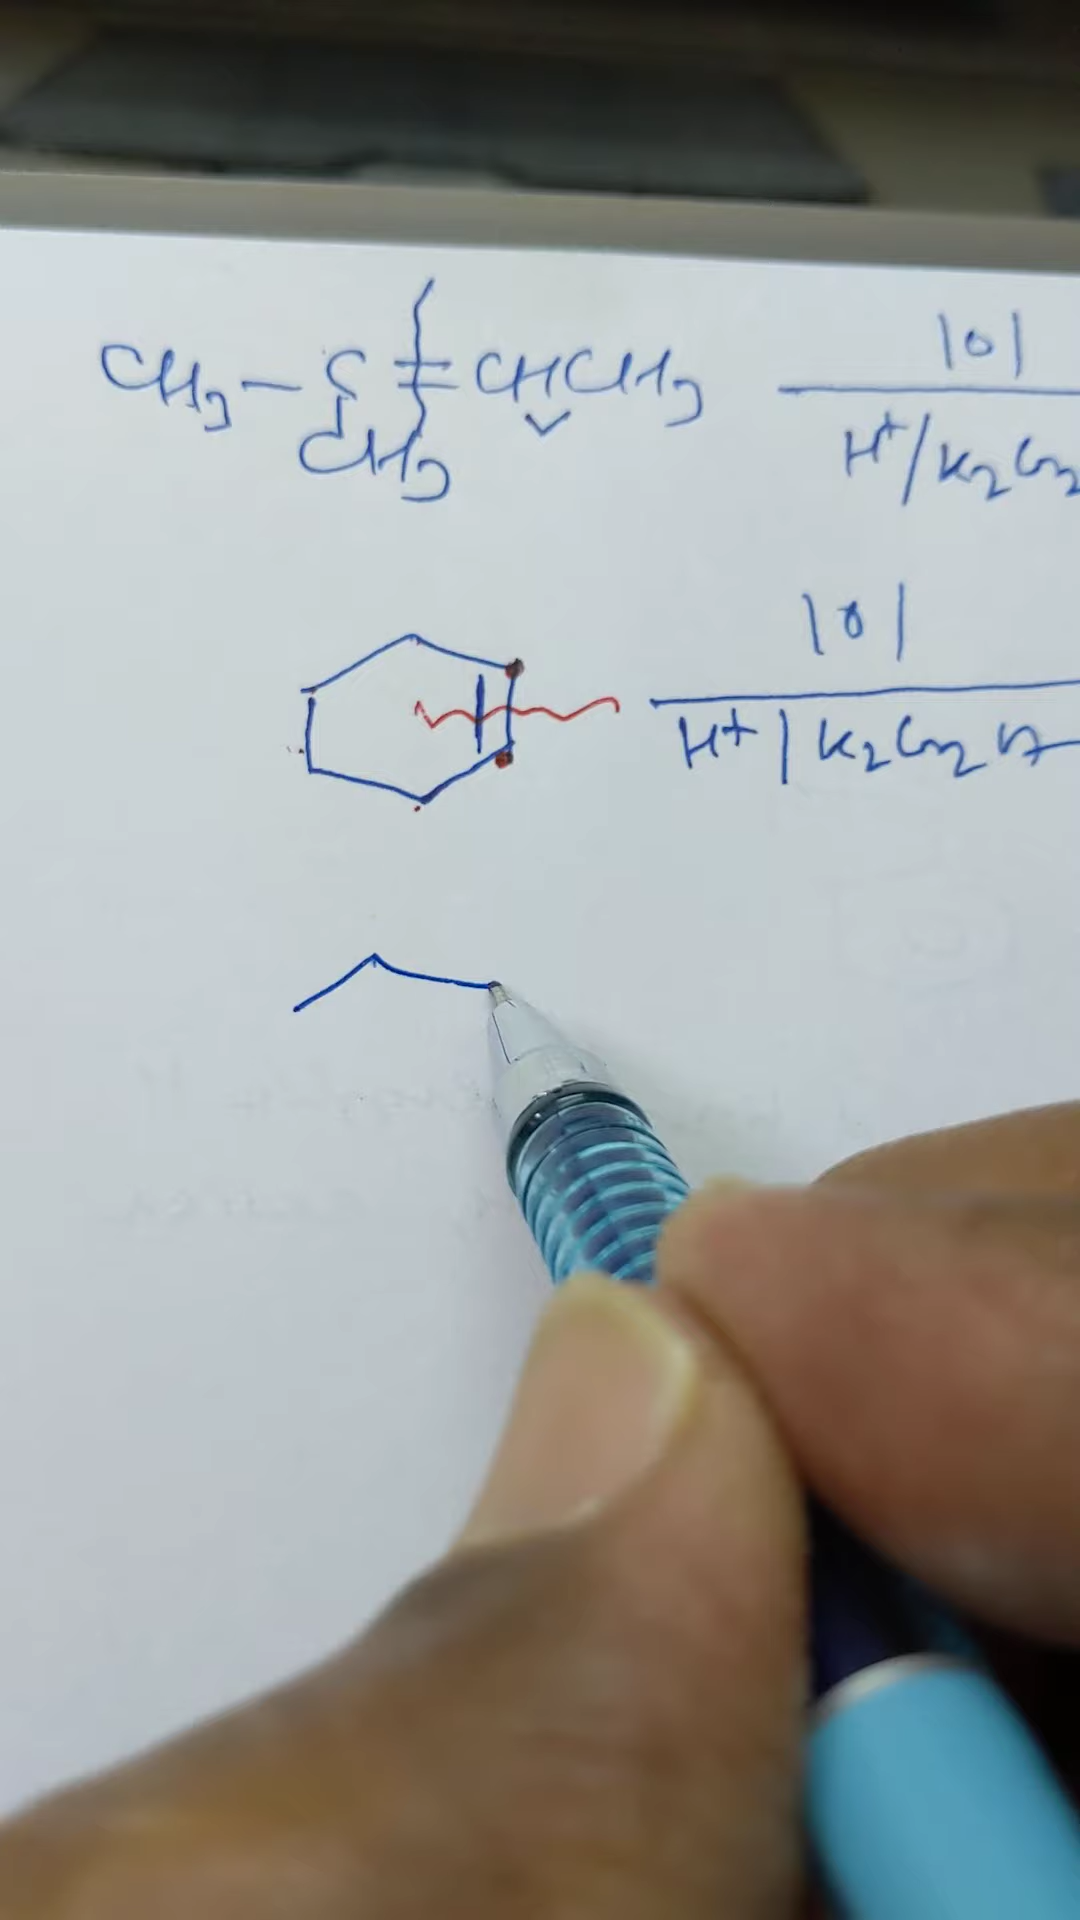 CH3 - C = CHCH3
|O|
CH3
H+/K2Cr2
|O|
H+ | K2Cr2O7